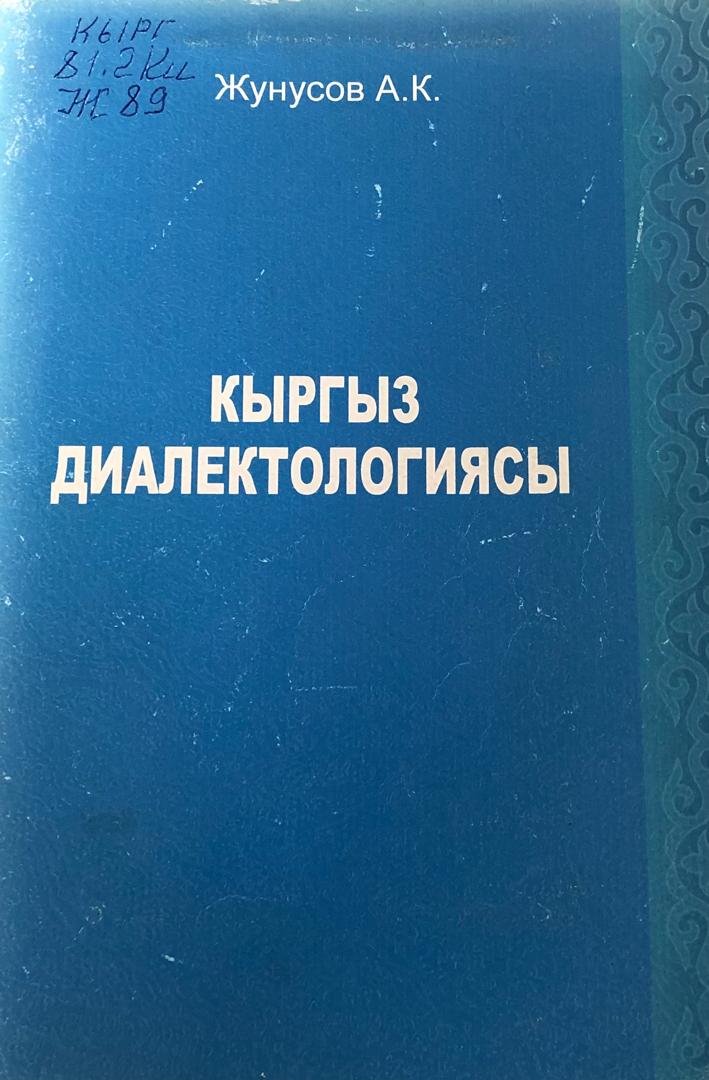 Кырг
81.2Ки
Ж 89
Жунусов А.К.
КЫРГЫЗ
ДИАЛЕКТОЛОГИЯСЫ